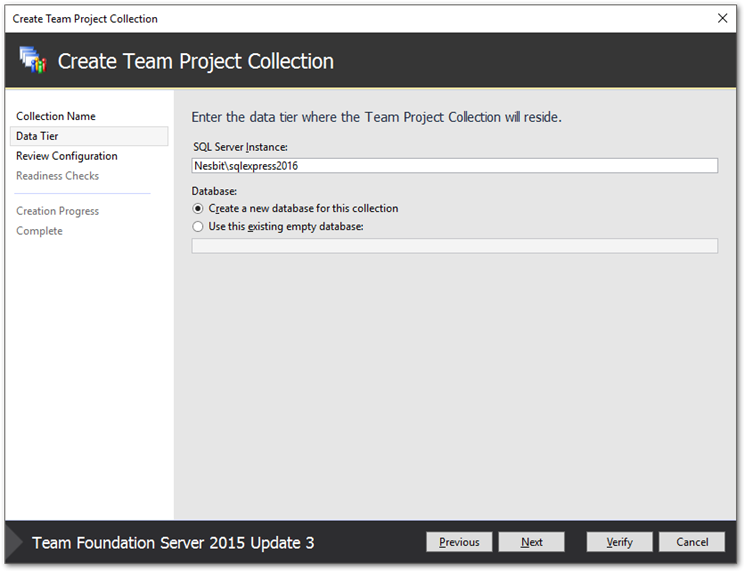 Create Team Project Collection
Create Team Project Collection
Collection Name
Data Tier
Review Configuration
Readiness Checks
Creation Progress
Complete
Enter the data tier where the Team Project Collection will reside.
SQL Server Instance:
Nesbit\sqlexpress2016
Database:
Create a new database for this collection
Use this existing empty database:
Team Foundation Server 2015 Update 3
Previous
Next
Verify
Cancel